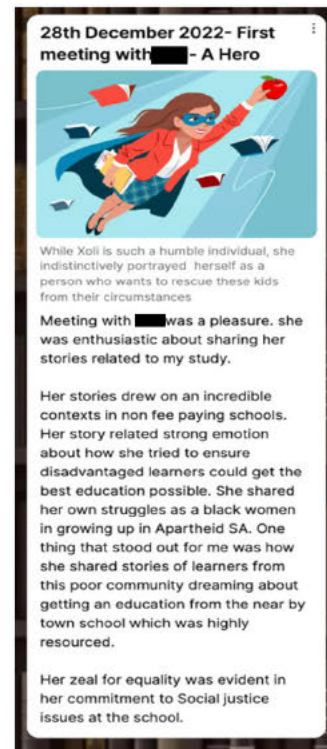 28th December 2022- First
meeting with - A Hero
While Xoli is such a humble individual, she
indistinctively portrayed herself as a
person who wants to rescue these kids
from their circumstances
Meeting with was a pleasure. she
was enthusiastic about sharing her
stories related to my study.
Her stories drew on an incredible
contexts in non fee paying schools.
Her story related strong emotion
about how she tried to ensure
disadvantaged learners could get the
best education possible. She shared
her own struggles as a black women
in growing up in Apartheid SA. One
thing that stood out for me was how
she shared stories of learners from
this poor community dreaming about
getting an education from the near by
town school which was highly
resourced.
Her zeal for equality was evident in
her commitment to Social justice
issues at the school.